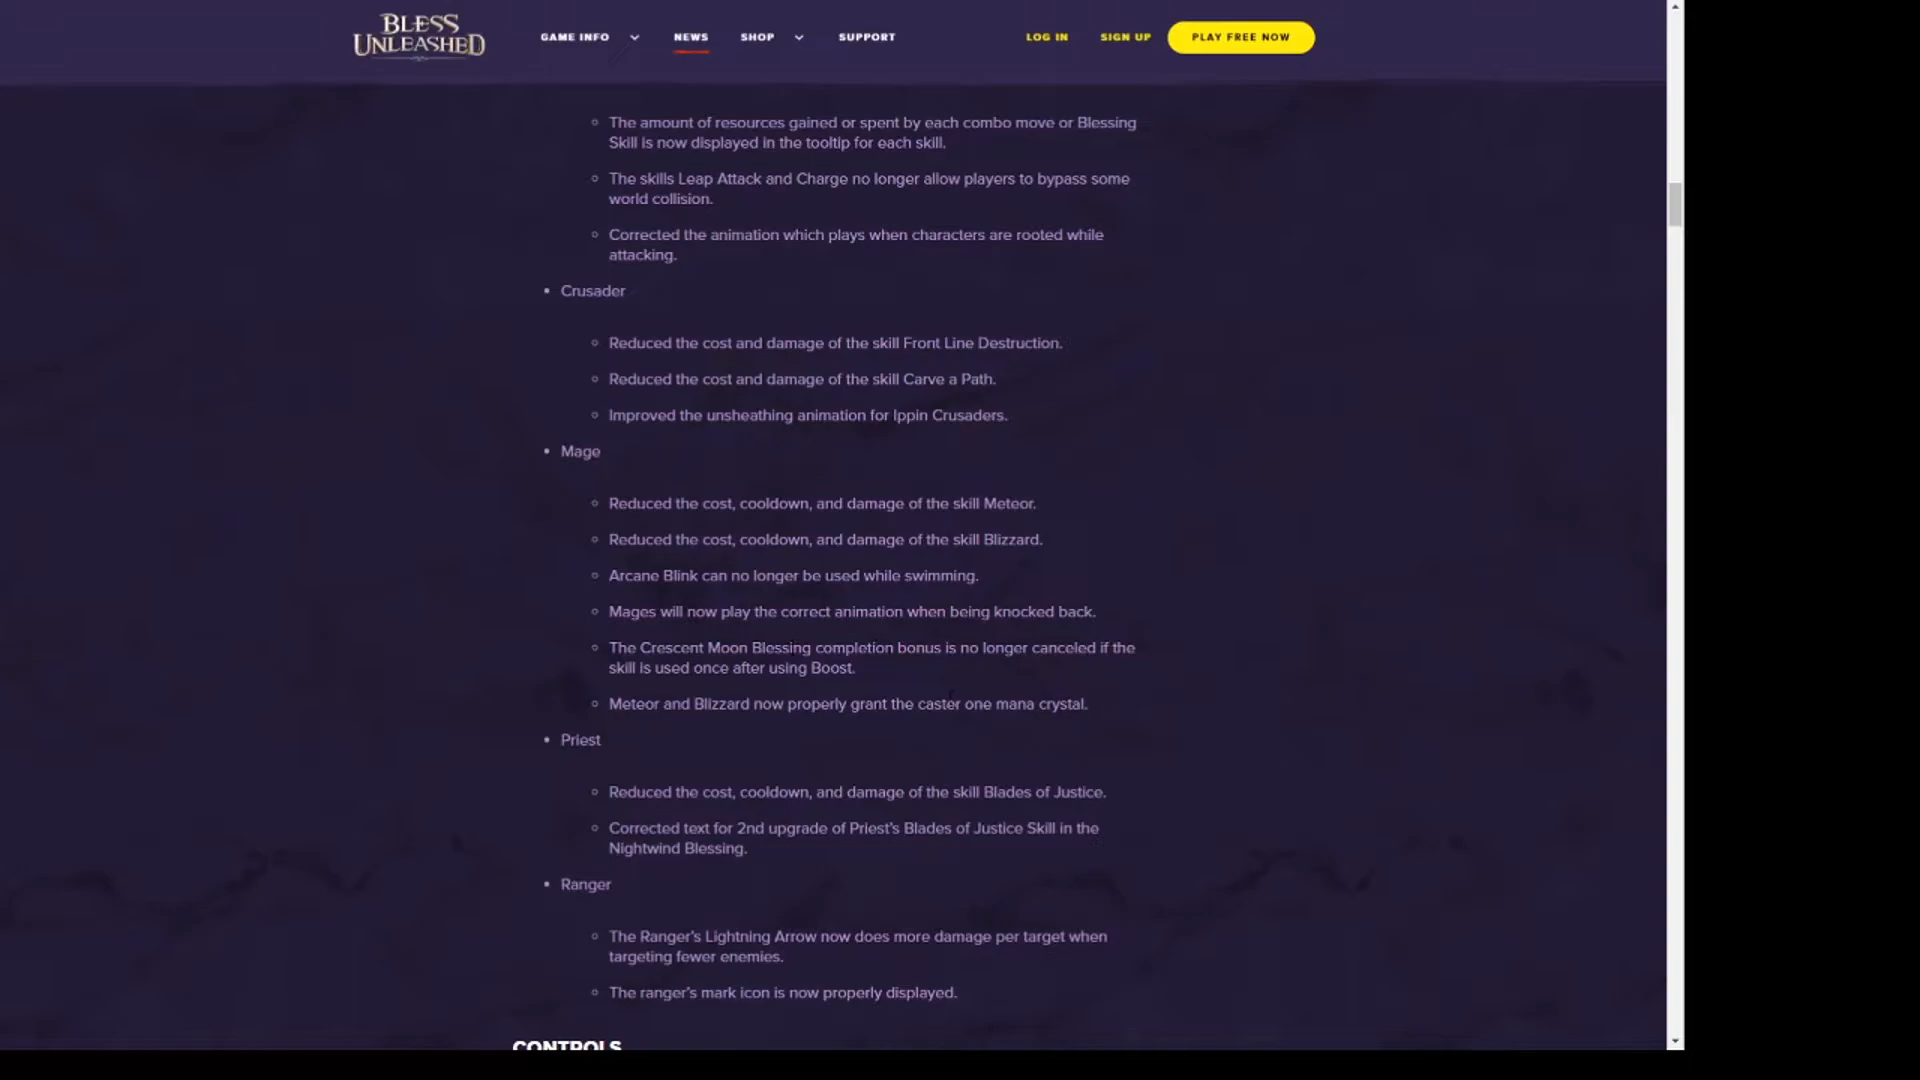 BLESS
UNLEASHED
GAME INFO
NEWS
SHOP
SUPPORT
LOG IN
SIGN UP
PLAY FREE NOW
The amount of resources gained or spent by each combo move or Blessing
Skill is now displayed in the tooltip for each skill.
The skills Leap Attack and Charge no longer allow players to bypass some
world collision.
Corrected the animation which plays when characters are rooted while
attacking.
Crusader
Reduced the cost and damage of the skill Front Line Destruction.
Reduced the cost and damage of the skill Carve a Path.
Improved the unsheathing animation for Ippin Crusaders.
Mage
Reduced the cost, cooldown, and damage of the skill Meteor.
Reduced the cost, cooldown, and damage of the skill Blizzard.
Arcane Blink can no longer be used while swimming.
Mages will now play the correct animation when being knocked back.
The Crescent Moon Blessing completion bonus is no longer canceled if the
skill is used once after using Boost.
Meteor and Blizzard now properly grant the caster one mana crystal.
Priest
Reduced the cost, cooldown, and damage of the skill Blades of Justice.
Corrected text for 2nd upgrade of Priest's Blades of Justice Skill in the
Nightwind Blessing.
Ranger
The Ranger's Lightning Arrow now does more damage per target when
targeting fewer enemies.
The ranger's mark icon is now properly displayed.
CONTROLS